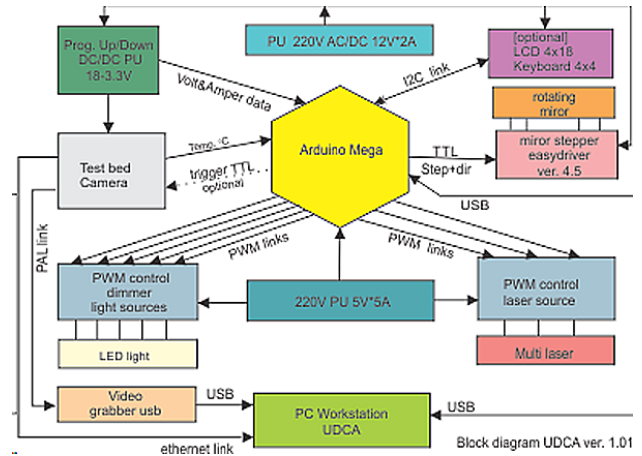 Prog. Up/Down
DC/DC PU
18-3.3V
PU 220V AC/DC 12V*2A
[optional]
LCD 4x18
Keyboard 4x4
Volt&Amper data
I2C link
rotating
miror
Arduino Mega
Temp. °C
TTL
Step+dir
miror stepper
easydriver
ver. 4.5
Test bed
Camera
trigger TTL
optional
USB
PAL link
PWM links
PWM links
PWM control
dimmer
light sources
220V PU 5V*5A
PWM control
laser source
LED light
Multi laser
Video
grabber usb
USB
PC Workstation
UDCA
USB
ethernet link
Block diagram UDCA ver. 1.01